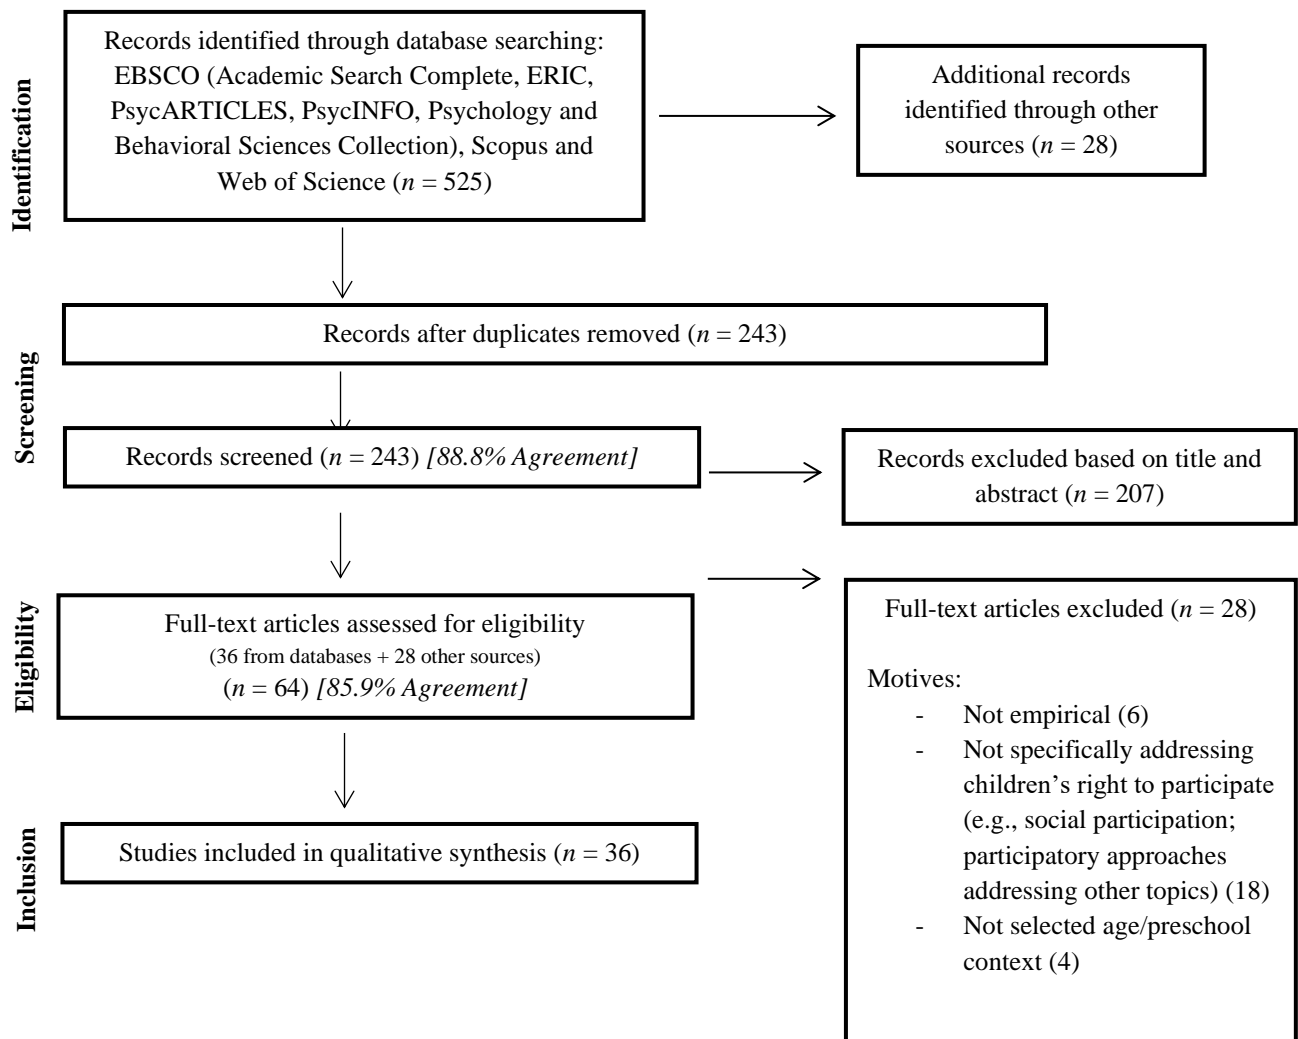 Identification
Records identified through database searching:
EBSCO (Academic Search Complete, ERIC,
PsycARTICLES, PsycINFO, Psychology and
Behavioral Sciences Collection), Scopus and
Web of Science (n = 525)
Additional records
identified through other
sources (n = 28)
Screening
Records after duplicates removed (n = 243)
Records screened (n = 243) [88.8% Agreement]
Records excluded based on title and
abstract (n = 207)
Eligibility
Full-text articles assessed for eligibility
(36 from databases + 28 other sources)
(n = 64) [85.9% Agreement]
Full-text articles excluded (n = 28)
Motives:
- Not empirical (6)
- Not specifically addressing
children’s right to participate
(e.g., social participation;
participatory approaches
addressing other topics) (18)
- Not selected age/preschool
context (4)
Inclusion
Studies included in qualitative synthesis (n = 36)